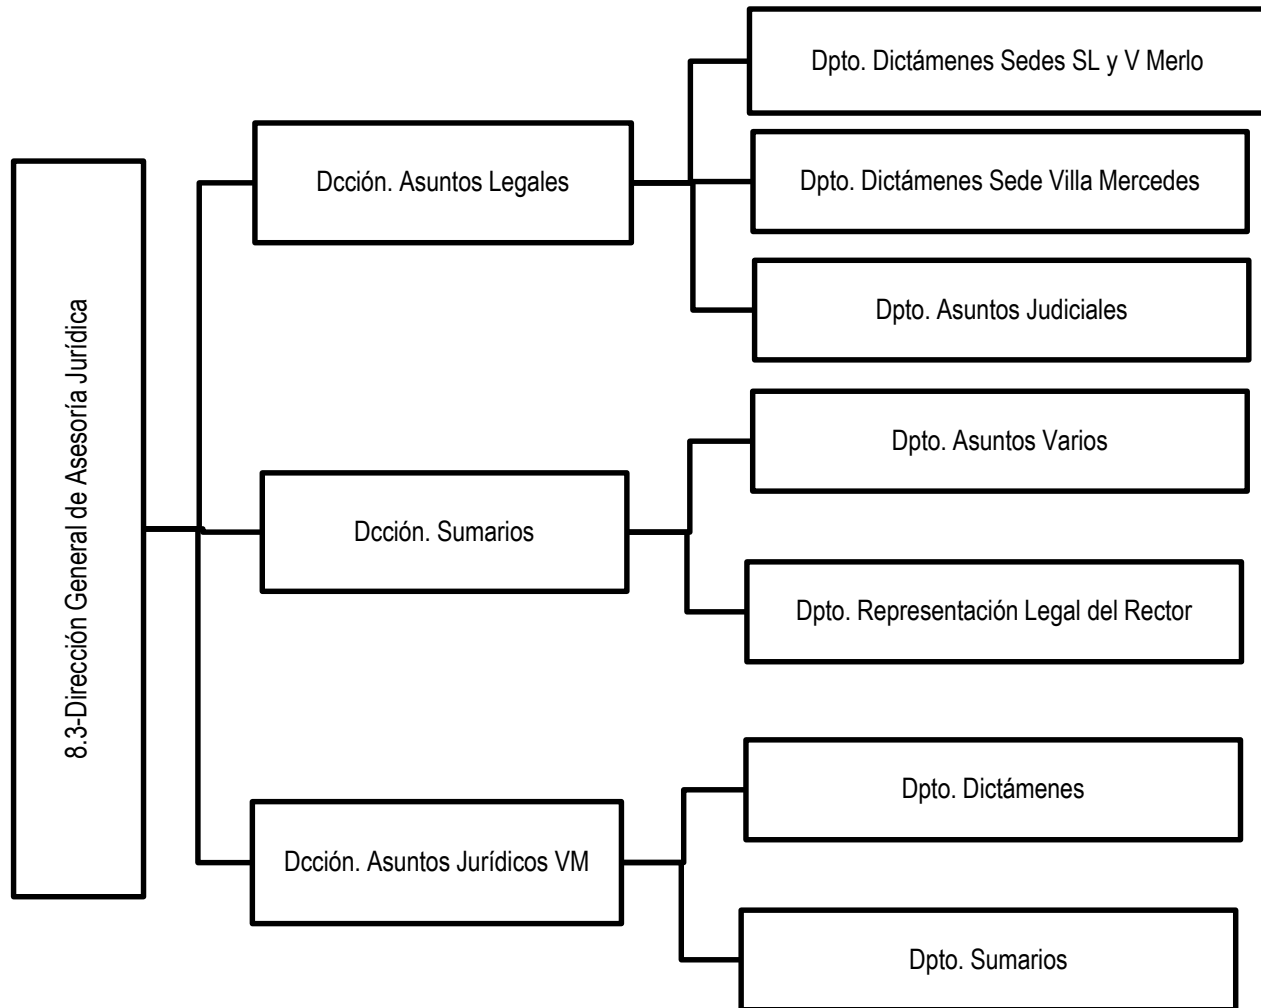 8.3-Dirección General de Asesoría Jurídica
Dcción. Asuntos Legales
Dpto. Dictámenes Sedes SL y V Merlo
Dpto. Dictámenes Sede Villa Mercedes
Dpto. Asuntos Judiciales
Dcción. Sumarios
Dpto. Asuntos Varios
Dpto. Representación Legal del Rector
Dcción. Asuntos Jurídicos VM
Dpto. Dictámenes
Dpto. Sumarios